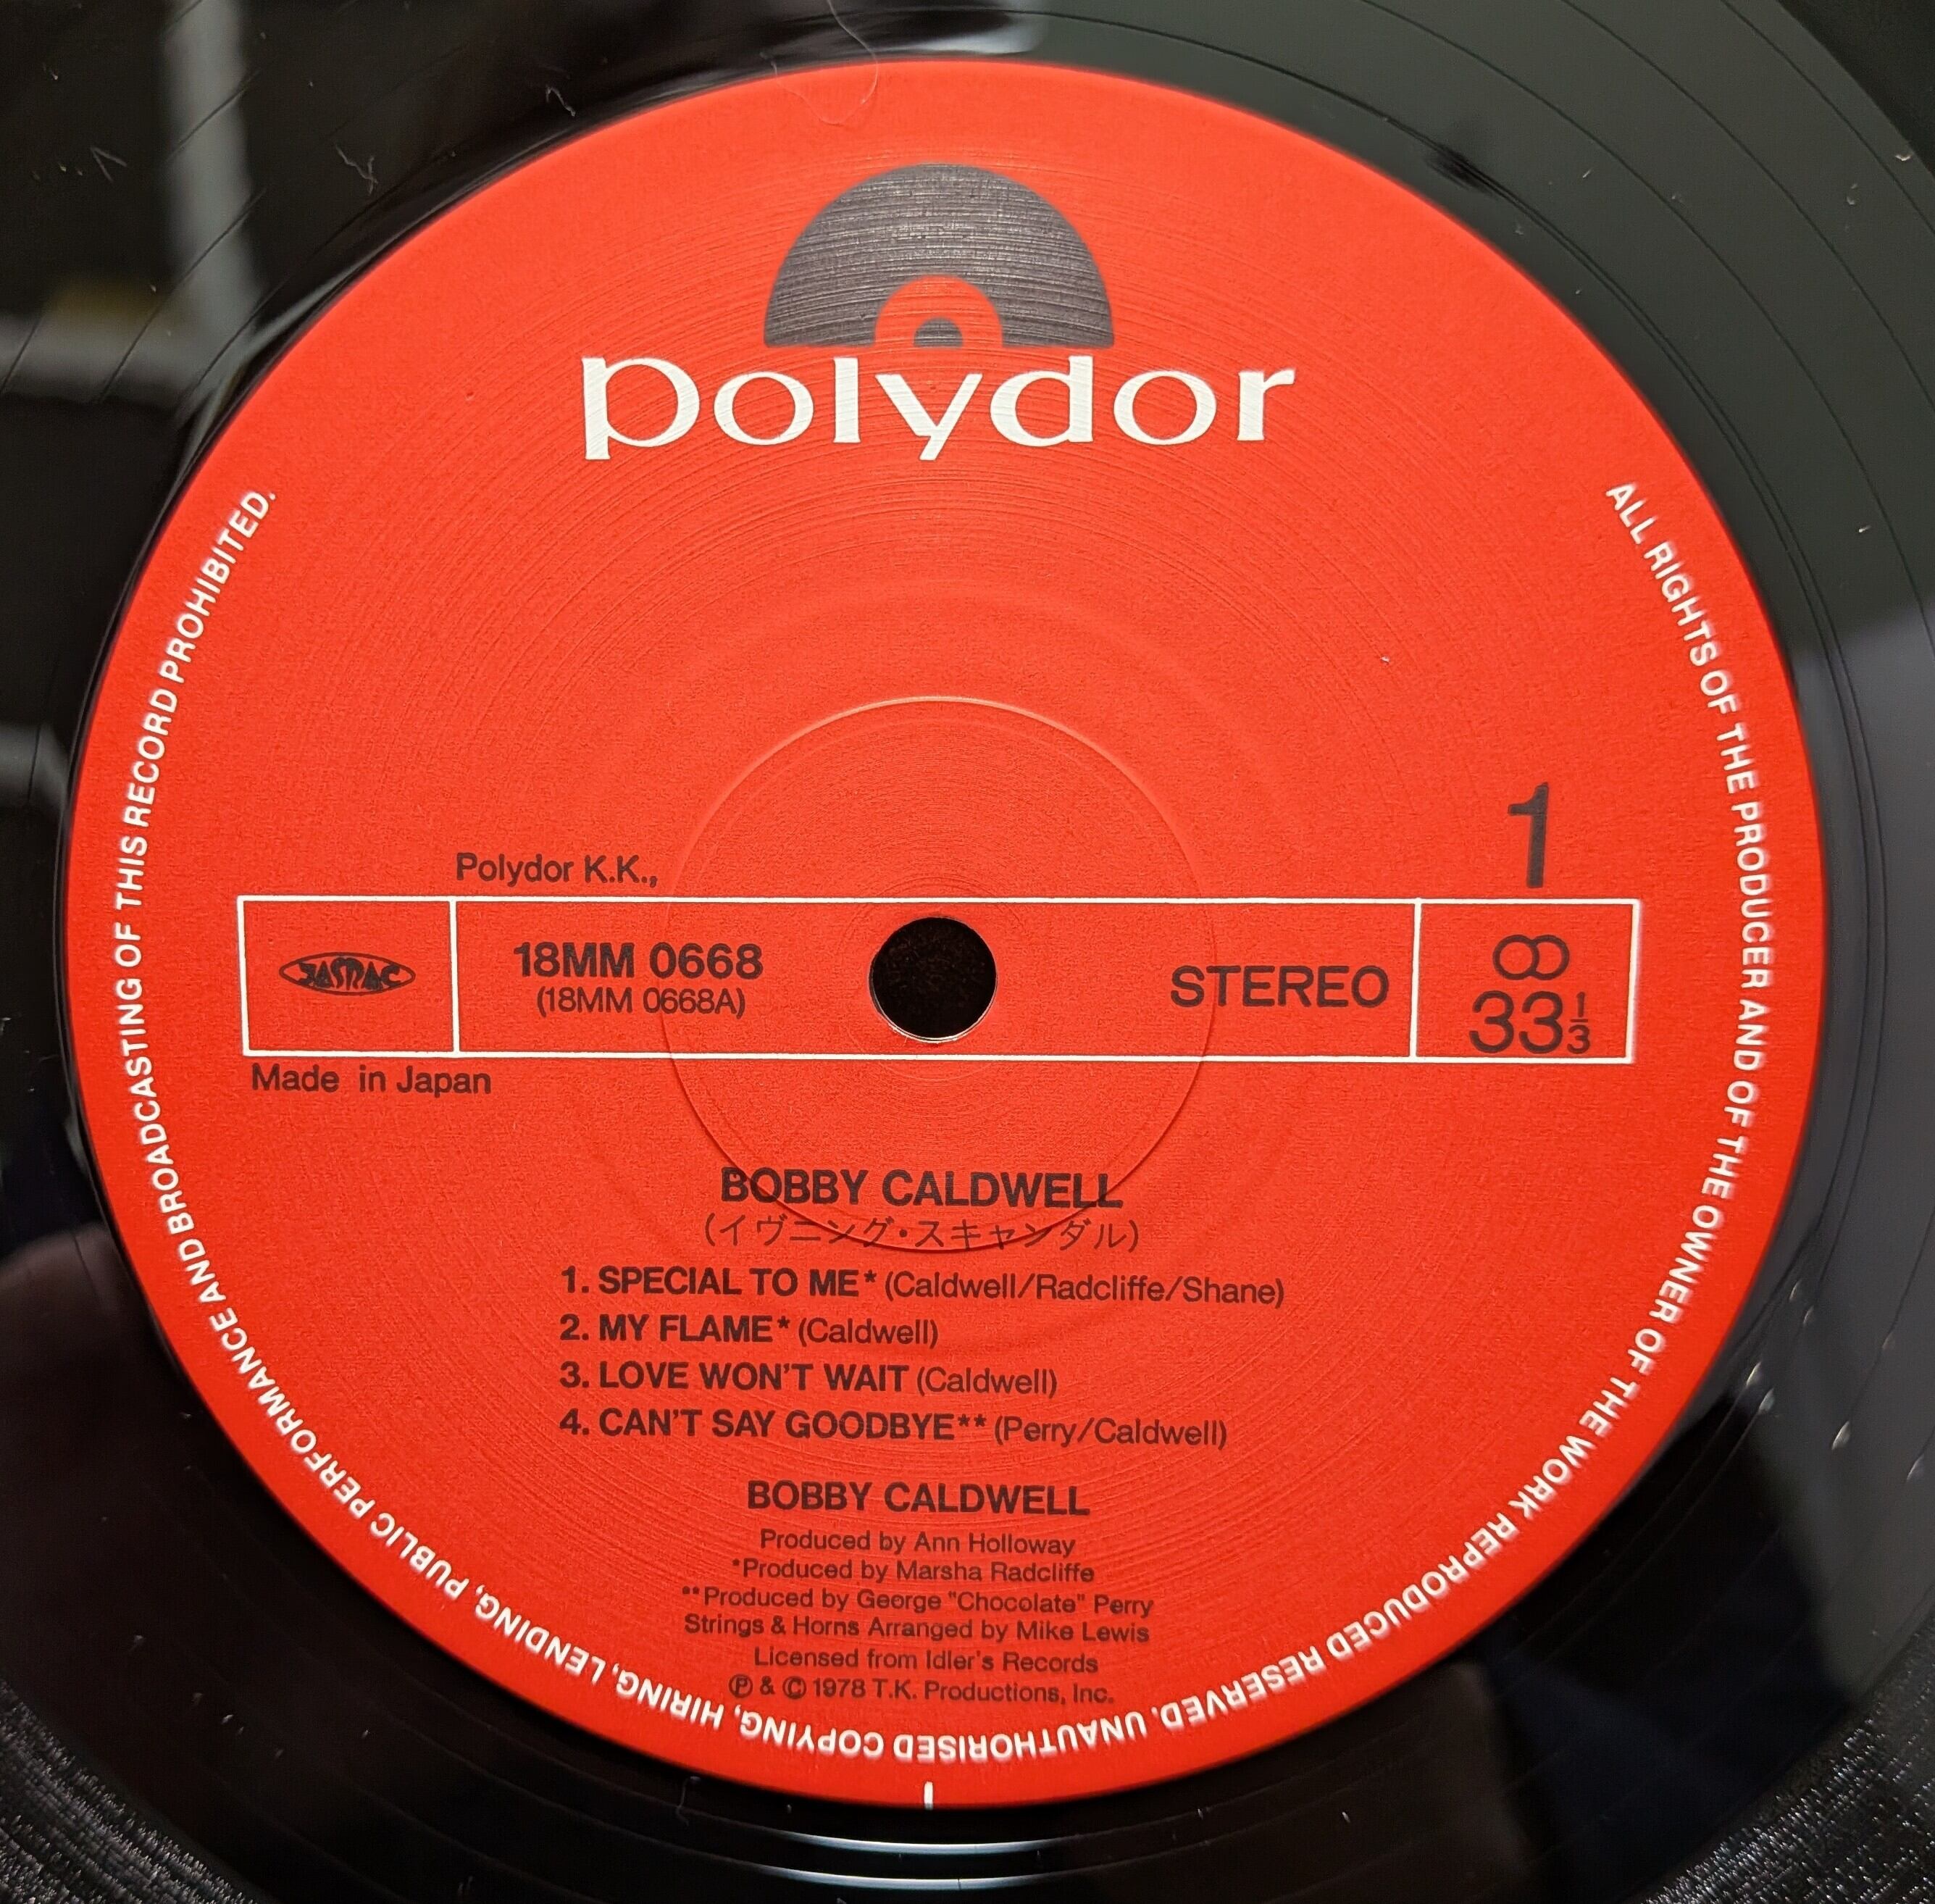 polydor
1
Polydor K.K.,
JASRAC
18MM 0668
(18MM 0668A)
STEREO
33 1/3
Made in Japan
BOBBY CALDWELL
(イヴニング・スキャンダル)
1. SPECIAL TO ME* (Caldwell/Radcliffe/Shane)
2. MY FLAME* (Caldwell)
3. LOVE WON'T WAIT (Caldwell)
4. CAN'T SAY GOODBYE** (Perry/Caldwell)
BOBBY CALDWELL
Produced by Ann Holloway
*Produced by Marsha Radcliffe
**Produced by George "Chocolate" Perry
Strings & Horns Arranged by Mike Lewis
Licensed from Idler's Records
Ⓟ & © 1978 T.K. Productions, Inc.
ALL RIGHTS OF THE PRODUCER AND OF THE OWNER OF THE WORK REPRODUCED RESERVED. UNAUTHORISED COPYING, HIRING, LENDING, PUBLIC PERFORMANCE AND BROADCASTING OF THIS RECORD PROHIBITED.